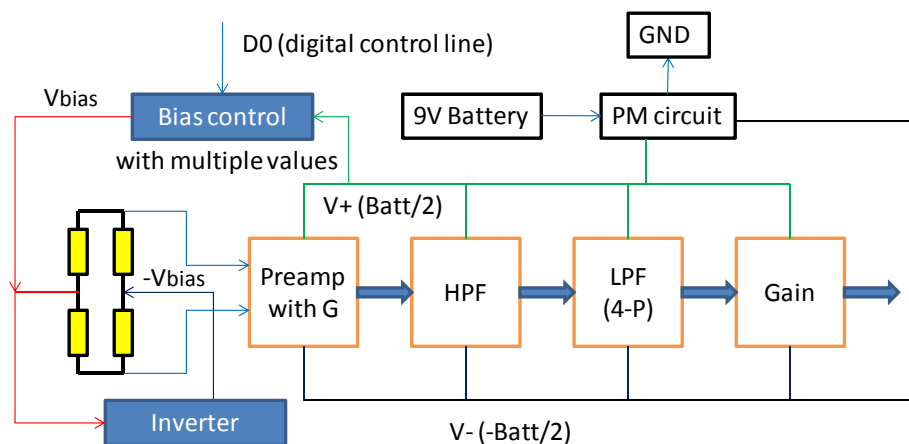 D0 (digital control line)
GND
Vbias
Bias control
9V Battery
PM circuit
with multiple values
V+ (Batt/2)
-Vbias
Preamp
with G
HPF
LPF
(4-P)
Gain
Inverter
V- (-Batt/2)